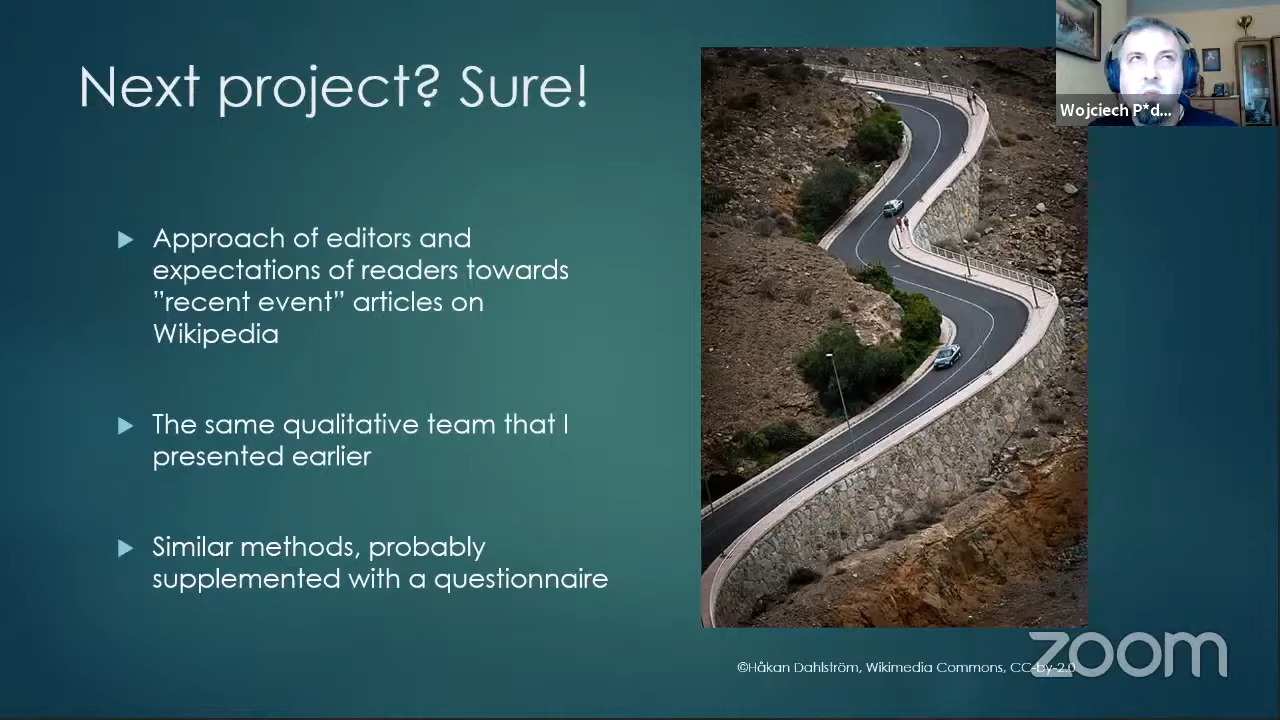 Next project? Sure!
Wojciech P*d...
Approach of editors and
expectations of readers towards
”recent event” articles on
Wikipedia
The same qualitative team that I
presented earlier
Similar methods, probably
supplemented with a questionnaire
©Håkan Dahlström, Wikimedia Commons, CC-by-2.0
zoom